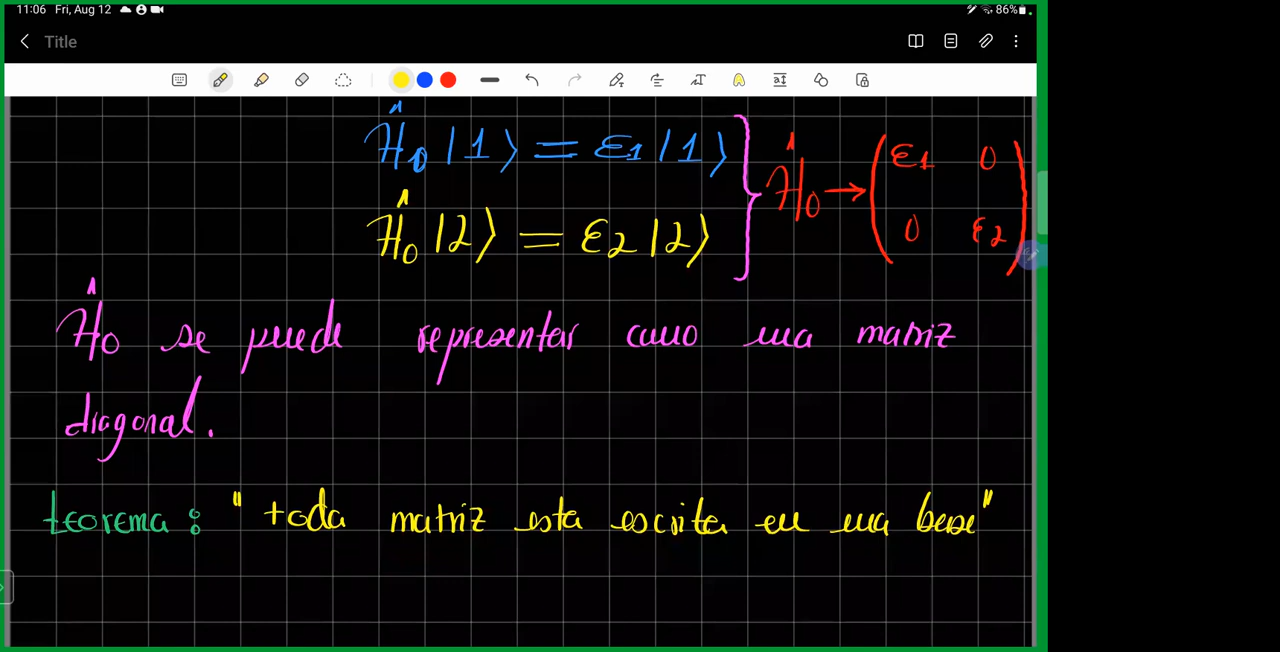 11:06 Fri, Aug 12 86%
Title
Ĥ₀ |1⟩ = ε₁ |1⟩
Ĥ₀ |2⟩ = ε₂ |2⟩
Ĥ₀ → ( ε₁ 0
0 ε₂ )
Ĥ₀ se puede representar como una matriz
diagonal.
teorema: "toda matriz esta escrita en una base"